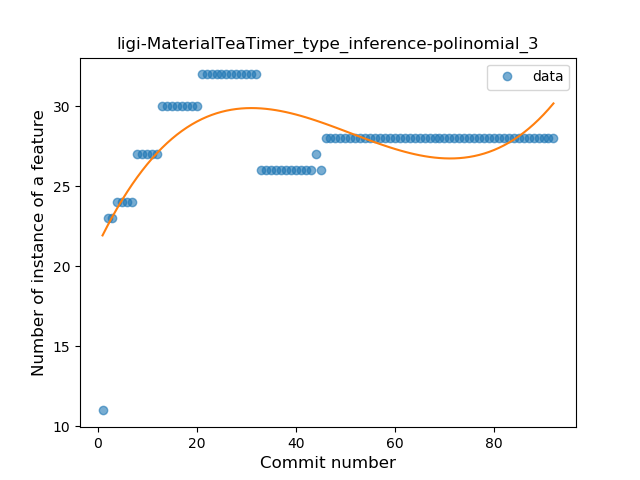 ligi-MaterialTeaTimer_type_inference-polinomial_3
data
Number of instance of a feature
30
25
20
15
10
0
20
40
60
80
Commit number